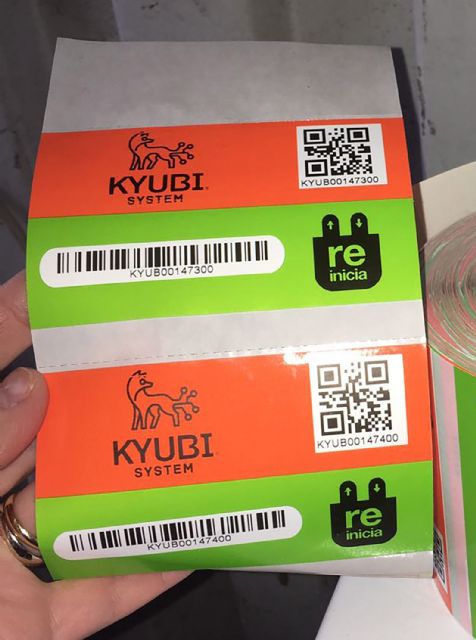 KYUBI
SYSTEM
KYUB00147300
KYUB00147300
re
inicia
KYUBI
SYSTEM
KYUB00147400
KYUB00147400
re
inicia